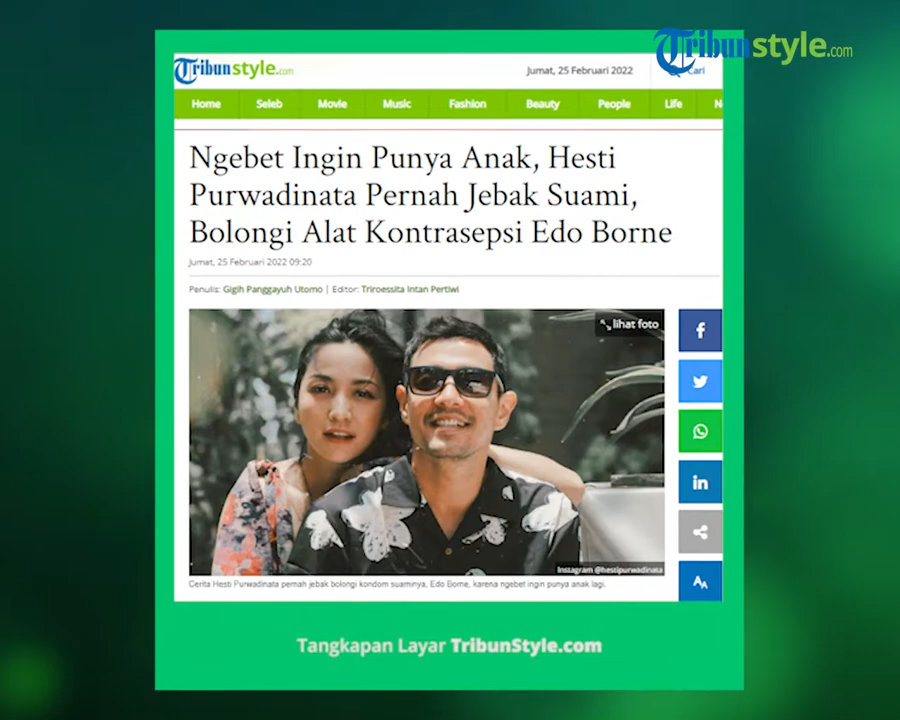 Tribunstyle.com
Tribunstyle.com
Jumat, 25 Februari 2022
Cari
Home Seleb Movie Music Fashion Beauty People Life
Ngebet Ingin Punya Anak, Hesti
Purwadinata Pernah Jebak Suami,
Bolongi Alat Kontrasepsi Edo Borne
Jumat, 25 Februari 2022 09:20
Penulis: Gigih Panggayuh Utomo | Editor: Triroessita Intan Pertiwi
lihat foto
Instagram @hestipurwadinata
Cerita Hesti Purwadinata pernah jebak bolongi kondom suaminya, Edo Borne, karena ngebet ingin punya anak lagi.
Tangkapan Layar TribunStyle.com